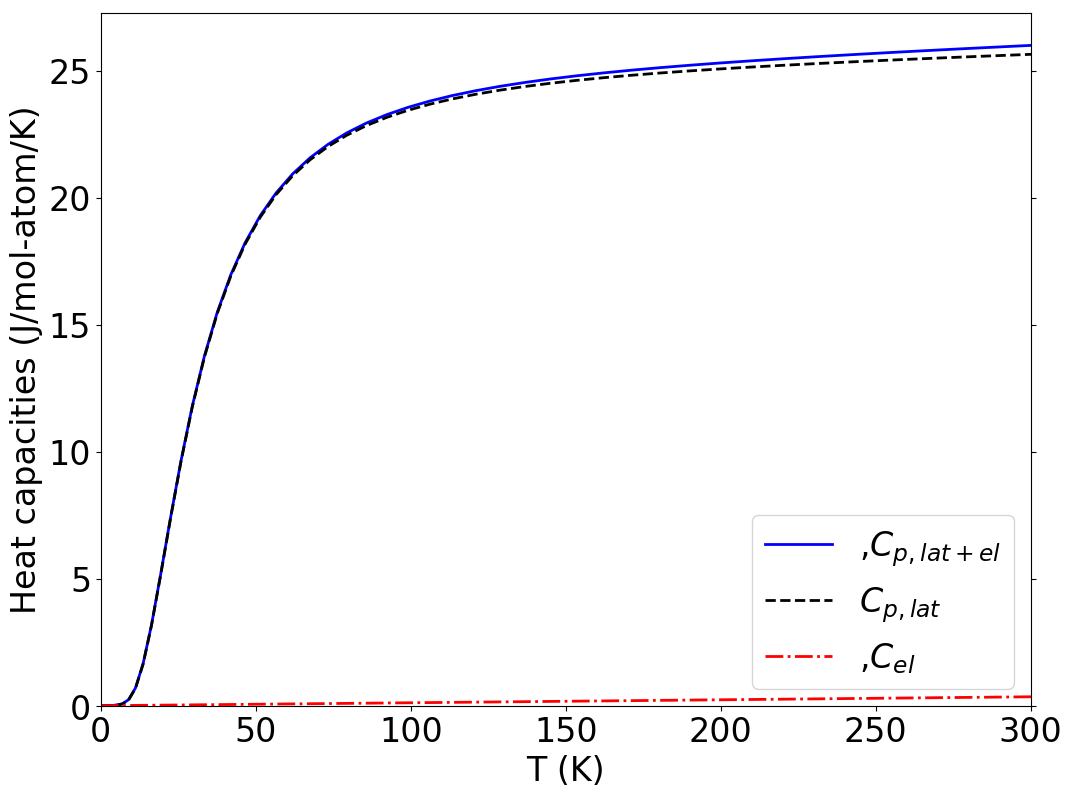 Heat capacities (J/mol-atom/K)
25
20
15
10
5
0
0 50 100 150 200 250 300
T (K)
,C_{p, lat+el}
C_{p, lat}
,C_{el}